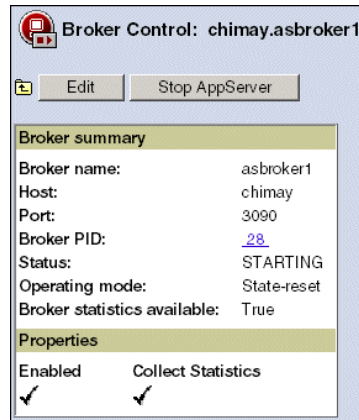 Broker Control: chimay.asbroker1
Edit Stop AppServer
Broker summary
Broker name: asbroker1
Host: chimay
Port: 3090
Broker PID: 28
Status: STARTING
Operating mode: State-reset
Broker statistics available: True
Properties
Enabled Collect Statistics